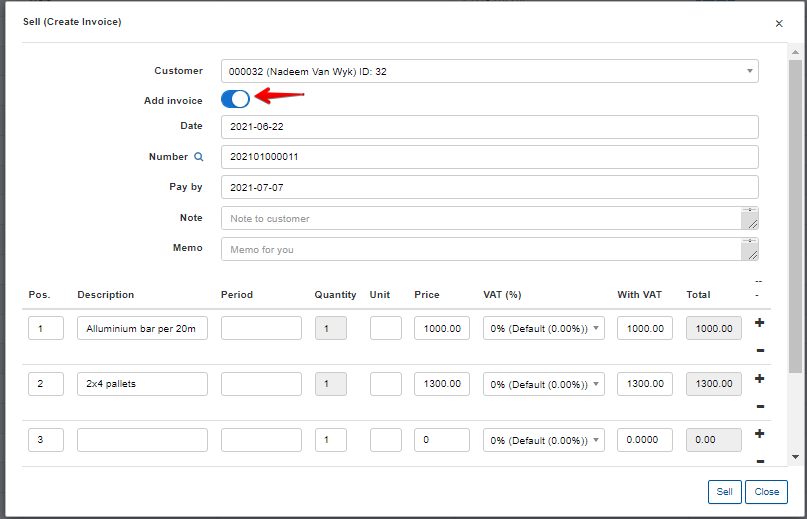 Sell (Create Invoice)
×
Customer 000032 (Nadeem Van Wyk) ID: 32
Add invoice
Date 2021-06-22
Number 202101000011
Pay by 2021-07-07
Note Note to customer
Memo Memo for you
Pos. Description Period Quantity Unit Price VAT (%) With VAT Total ---
1 Alluminium bar per 20m 1 1000.00 0% (Default (0.00%)) 1000.00 1000.00 +
-
2 2x4 pallets 1 1300.00 0% (Default (0.00%)) 1300.00 1300.00 +
-
3 1 0 0% (Default (0.00%)) 0.0000 0.00 +
-
Sell Close